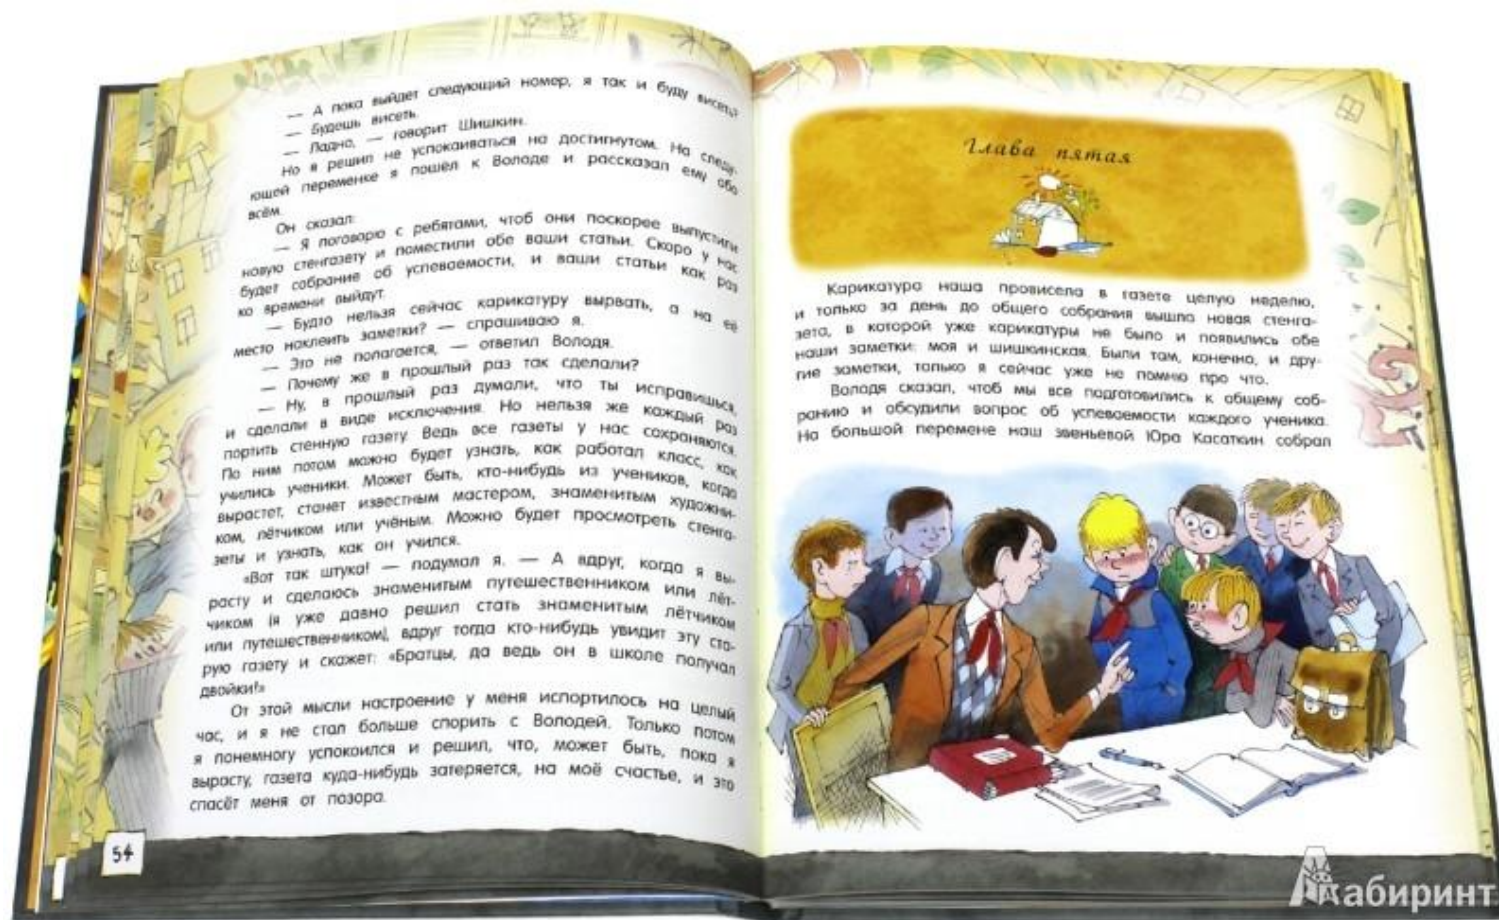 — А пока выйдет следующий номер, я так и буду висеть?
— Будешь висеть.
— Ладно, — говорит Шишкин.
Но я решил не успокаиваться на достигнутом. На следу-
ющей переменке я пошёл к Володе и рассказал ему обо
всём.
Он сказал:
— Я поговорю с ребятами, чтоб они поскорее выпустили
новую стенгазету и поместили обе ваши статьи. Скоро у нас
будет собрание об успеваемости, и ваши статьи как раз
ко времени выйдут.
— Будто нельзя сейчас карикатуру вырвать, а на её
место наклеить заметки? — спрашиваю я.
— Это не полагается, — ответил Володя.
— Почему же в прошлый раз так сделали?
— Ну, в прошлый раз думали, что ты исправишься,
и сделали в виде исключения. Но нельзя же каждый раз
портить стенную газету. Ведь все газеты у нас сохраняются.
По ним потом можно будет узнать, как работал класс, как
учились ученики. Может быть, кто-нибудь из учеников, когда
вырастет, станет известным мастером, знаменитым художни-
ком, лётчиком или учёным. Можно будет просмотреть стенга-
зеты и узнать, как он учился.
«Вот так штука! — подумал я. — А вдруг, когда я вы-
расту и сделаюсь знаменитым путешественником или лёт-
чиком (я уже давно решил стать знаменитым лётчиком
или путешественником), вдруг тогда кто-нибудь увидит эту ста-
рую газету и скажет: «Братцы, да ведь он в школе получал
двойки!»
От этой мысли настроение у меня испортилось на целый
час, и я не стал больше спорить с Володей. Только потом
я понемногу успокоился и решил, что, может быть, пока я
вырасту, газета куда-нибудь затеряется, на моё счастье, и это
спасёт меня от позора.
54
Глава пятая
Карикатура наша провисела в газете целую неделю,
и только за день до общего собрания вышла новая стенга-
зета, в которой уже карикатуры не было и появились обе
наши заметки: моя и шишкинская. Были там, конечно, и дру-
гие заметки, только я сейчас уже не помню про что.
Володя сказал, чтоб мы все подготовились к общему соб-
ранию и обсудили вопрос об успеваемости каждого ученика.
На большой перемене наш звеньевой Юра Касаткин собрал
Лабиринт